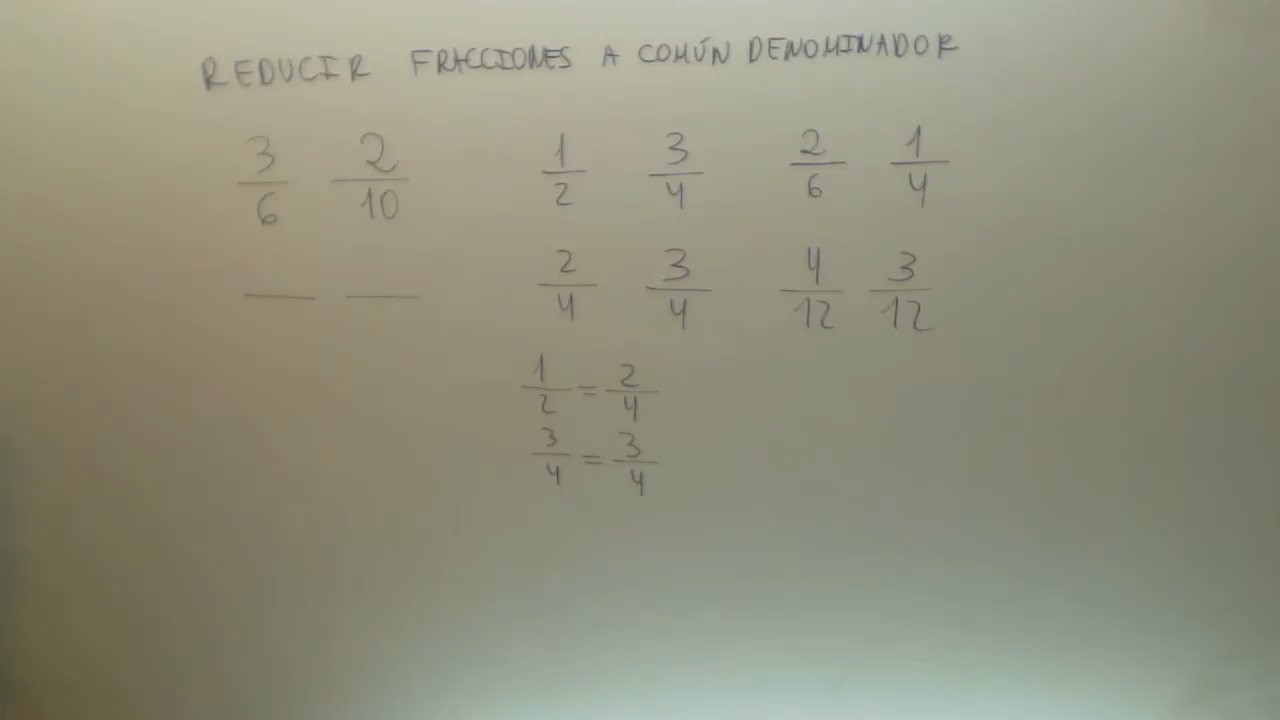 REDUCIR FRACCIONES A COMÚN DENOMINADOR
3/6 2/10 1/2 3/4 2/6 1/4
2/4 3/4 4/12 3/12
1/2 = 2/4
3/4 = 3/4